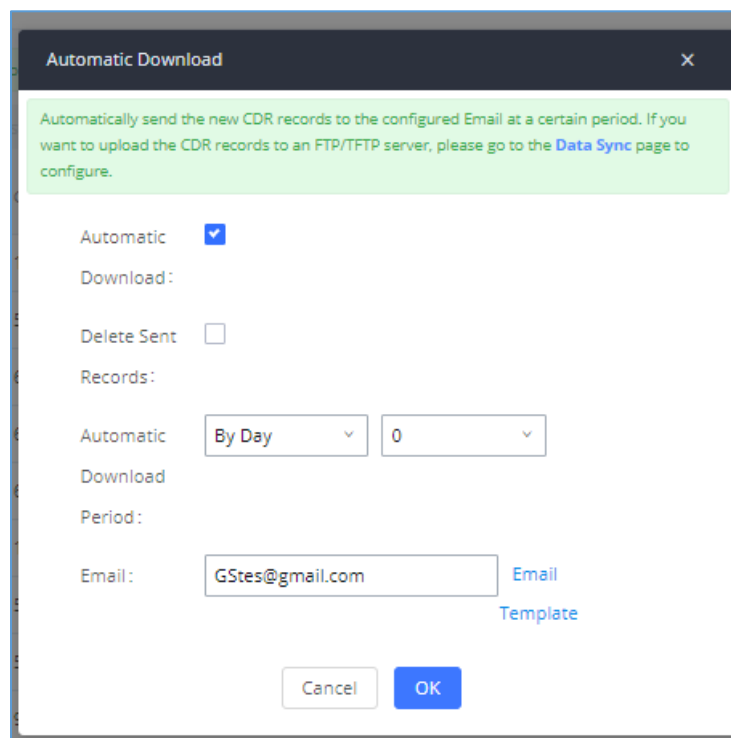 Automatic Download
Automatically send the new CDR records to the configured Email at a certain period. If you
want to upload the CDR records to an FTP/TFTP server, please go to the Data Sync page to
configure.
Automatic
Download:
Delete Sent
Records:
Automatic By Day 0
Download
Period:
Email: GStes@gmail.com Email
Template
Cancel OK